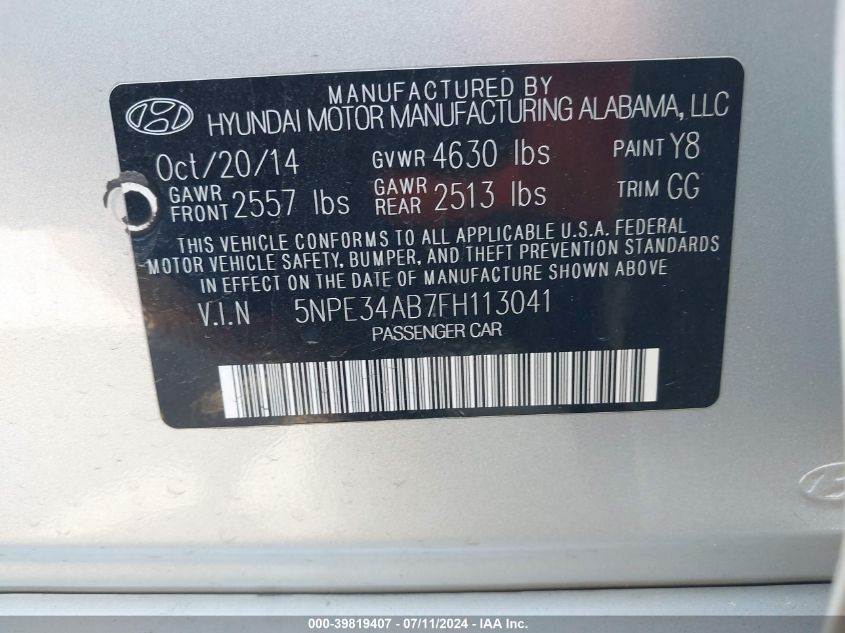 MANUFACTURED BY
HYUNDAI MOTOR MANUFACTURING ALABAMA, LLC
Oct/20/14 GVWR 4630 lbs PAINT Y8
GAWR FRONT 2557 lbs GAWR REAR 2513 lbs TRIM GG
THIS VEHICLE CONFORMS TO ALL APPLICABLE U.S.A. FEDERAL
MOTOR VEHICLE SAFETY, BUMPER, AND THEFT PREVENTION STANDARDS
IN EFFECT ON THE DATE OF MANUFACTURE SHOWN ABOVE
V.I.N 5NPE34AB7FH113041
PASSENGER CAR
000-39819407 - 07/11/2024 - IAA Inc.